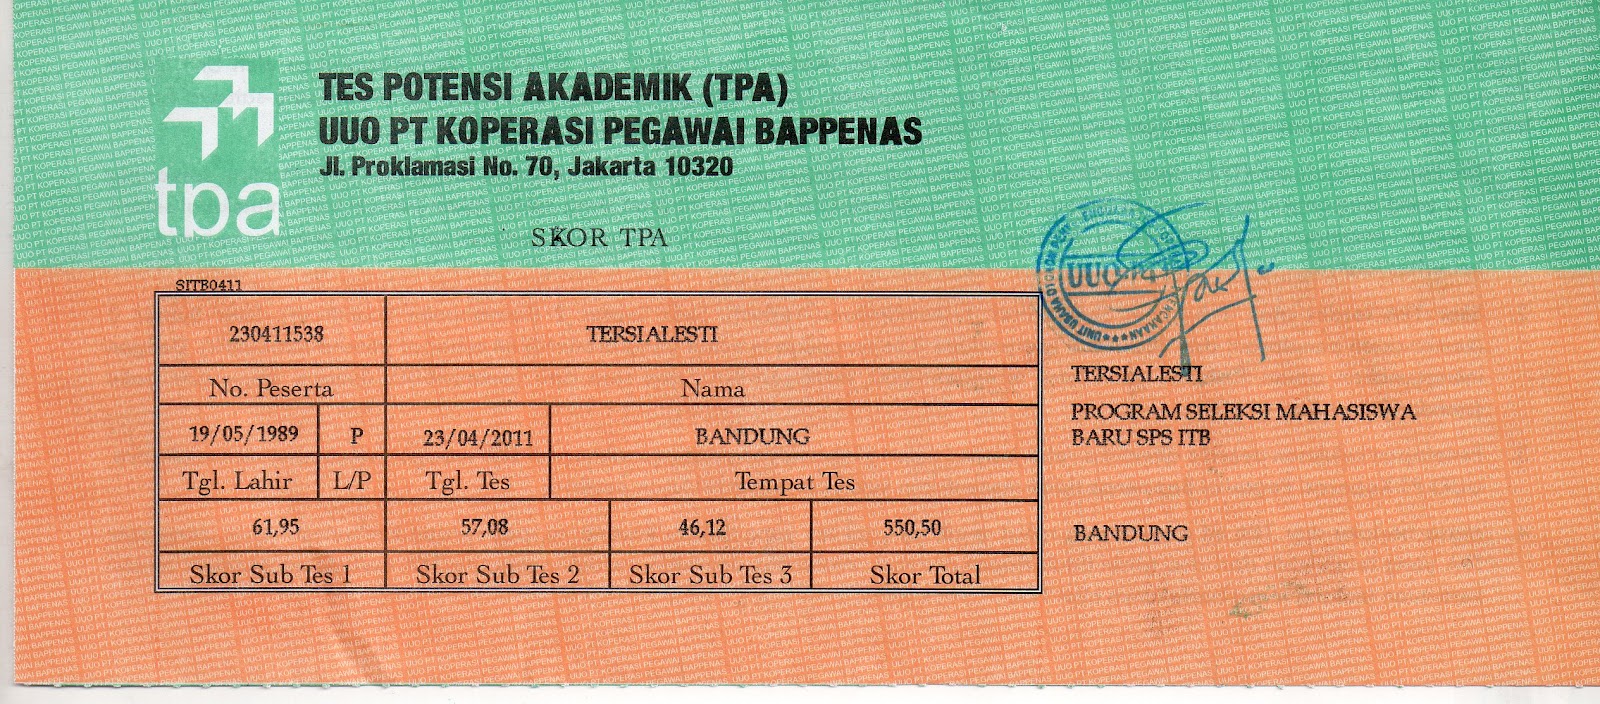 tpa
TES POTENSI AKADEMIK (TPA)
UUO PT KOPERASI PEGAWAI BAPPENAS
Jl. Proklamasi No. 70, Jakarta 10320
SKOR TPA
SITB0411
230411538 TERSIALESTI
No. Peserta Nama
19/05/1989 P 23/04/2011 BANDUNG
Tgl. Lahir L/P Tgl. Tes Tempat Tes
61,95 57,08 46,12 550,50
Skor Sub Tes 1 Skor Sub Tes 2 Skor Sub Tes 3 Skor Total
UUO
TERSIALESTI
PROGRAM SELEKSI MAHASISWA
BARU SPS ITB
BANDUNG